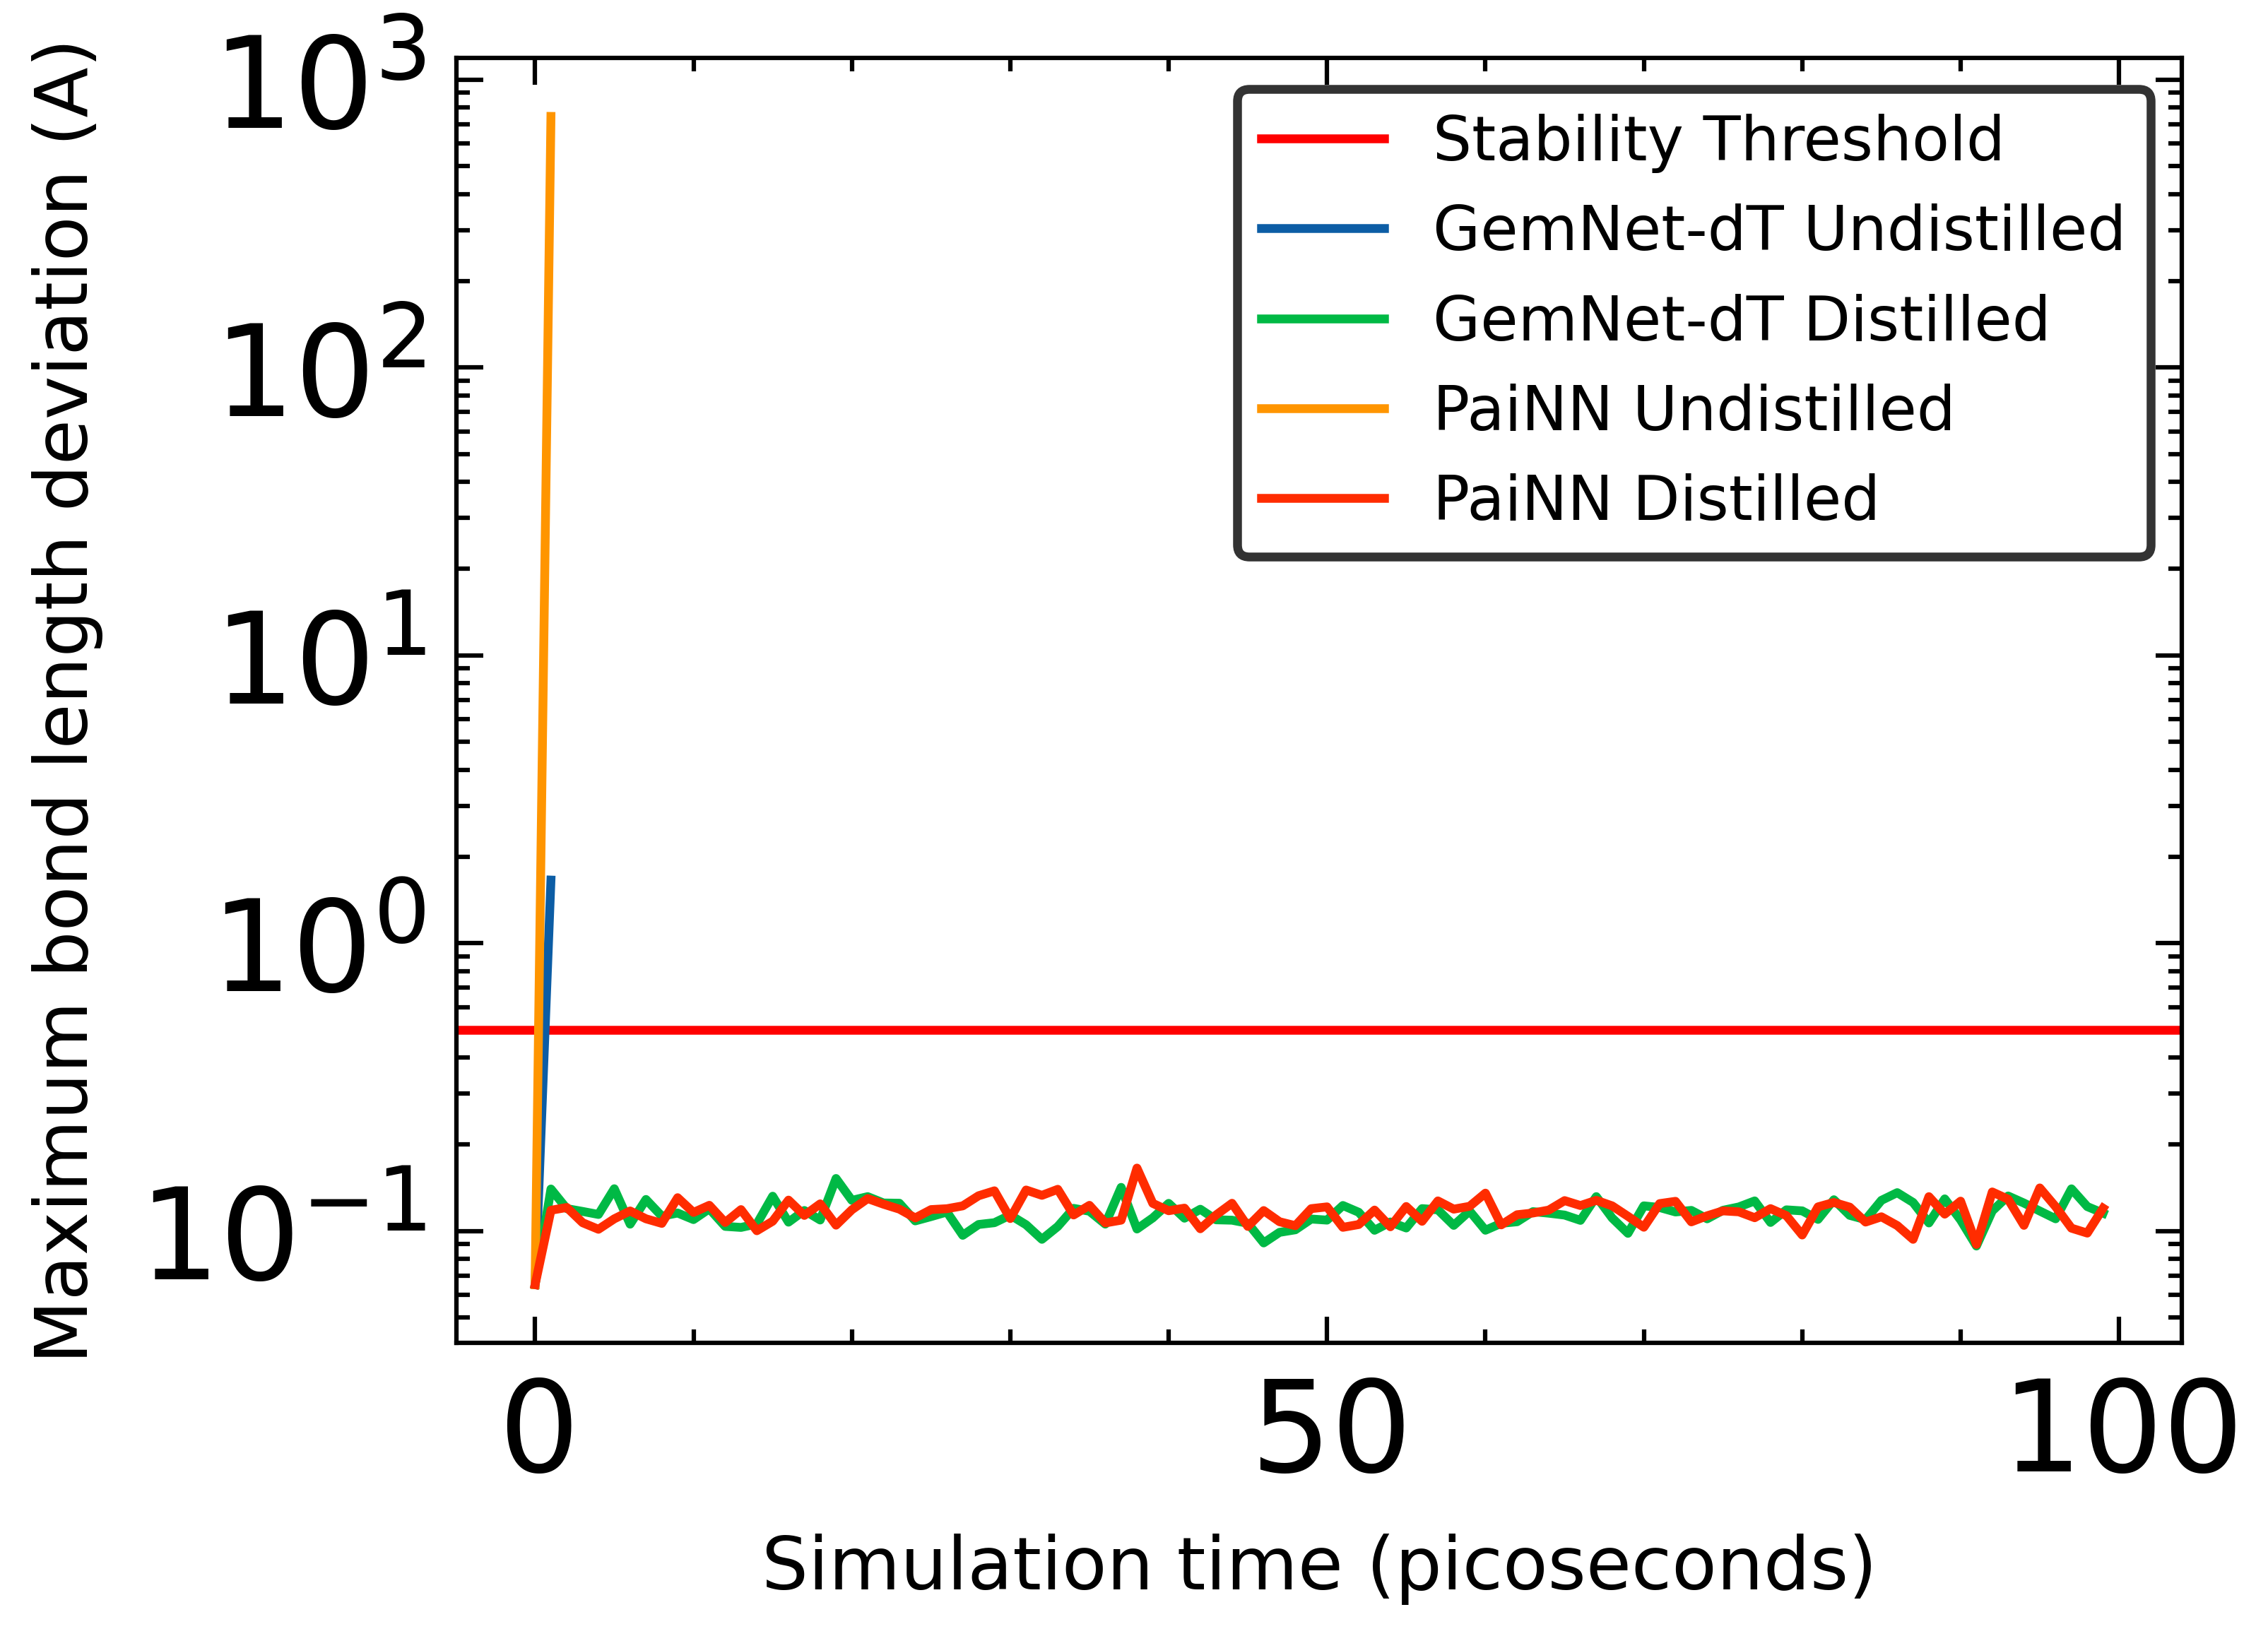 Maximum bond length deviation (A)
10³
10²
10¹
10⁰
10⁻¹
Stability Threshold
GemNet-dT Undistilled
GemNet-dT Distilled
PaiNN Undistilled
PaiNN Distilled
0 50 100
Simulation time (picoseconds)